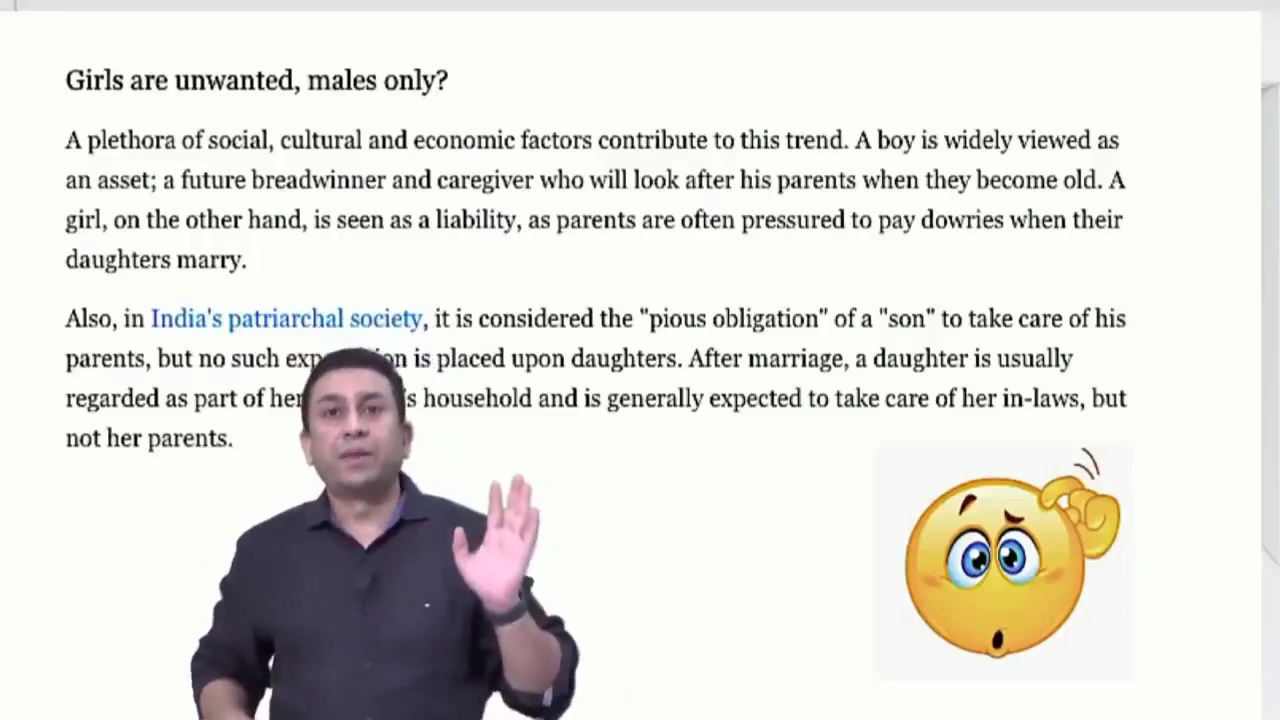 Girls are unwanted, males only?
A plethora of social, cultural and economic factors contribute to this trend. A boy is widely viewed as
an asset; a future breadwinner and caregiver who will look after his parents when they become old. A
girl, on the other hand, is seen as a liability, as parents are often pressured to pay dowries when their
daughters marry.
Also, in India's patriarchal society, it is considered the "pious obligation" of a "son" to take care of his
parents, but no such is placed upon daughters. After marriage, a daughter is usually
regarded as part of her household and is generally expected to take care of her in-laws, but
not her parents.